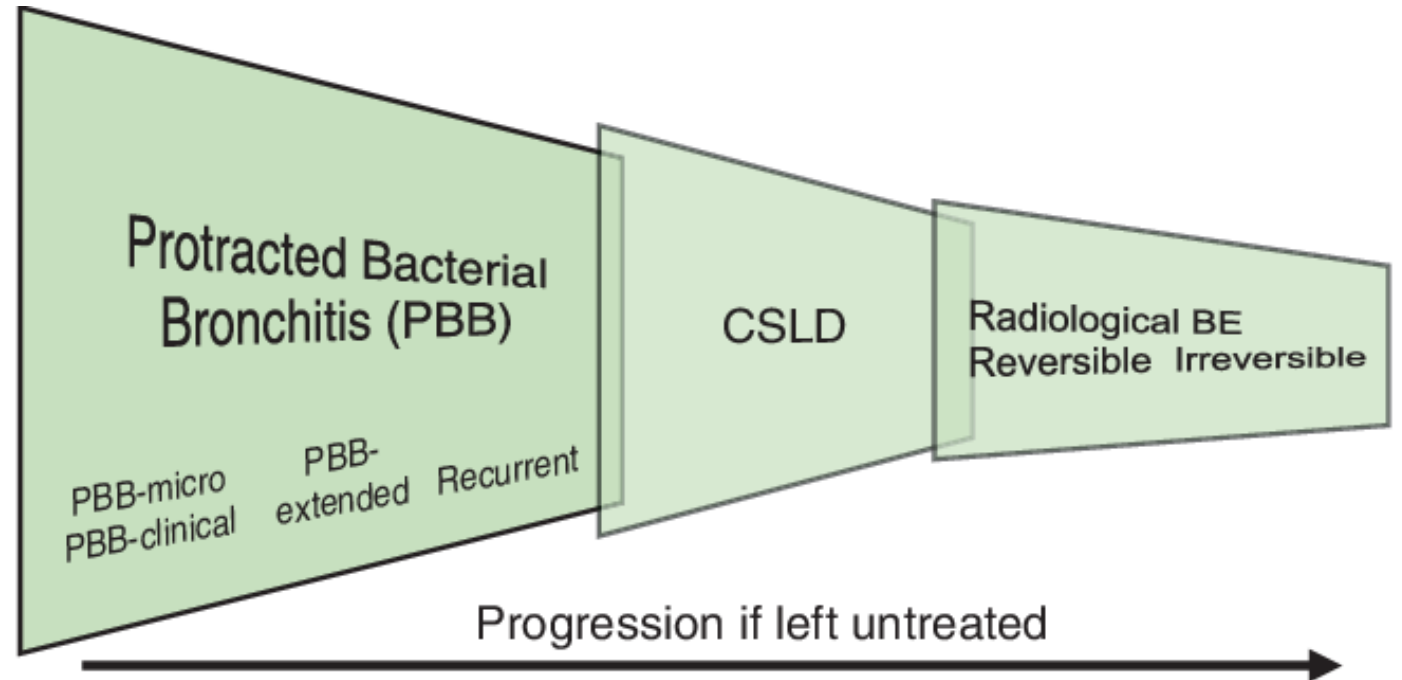 Protracted Bacterial
Bronchitis (PBB)
PBB-micro
PBB-clinical
PBB-
extended
Recurrent
CSLD
Radiological BE
Reversible Irreversible
Progression if left untreated